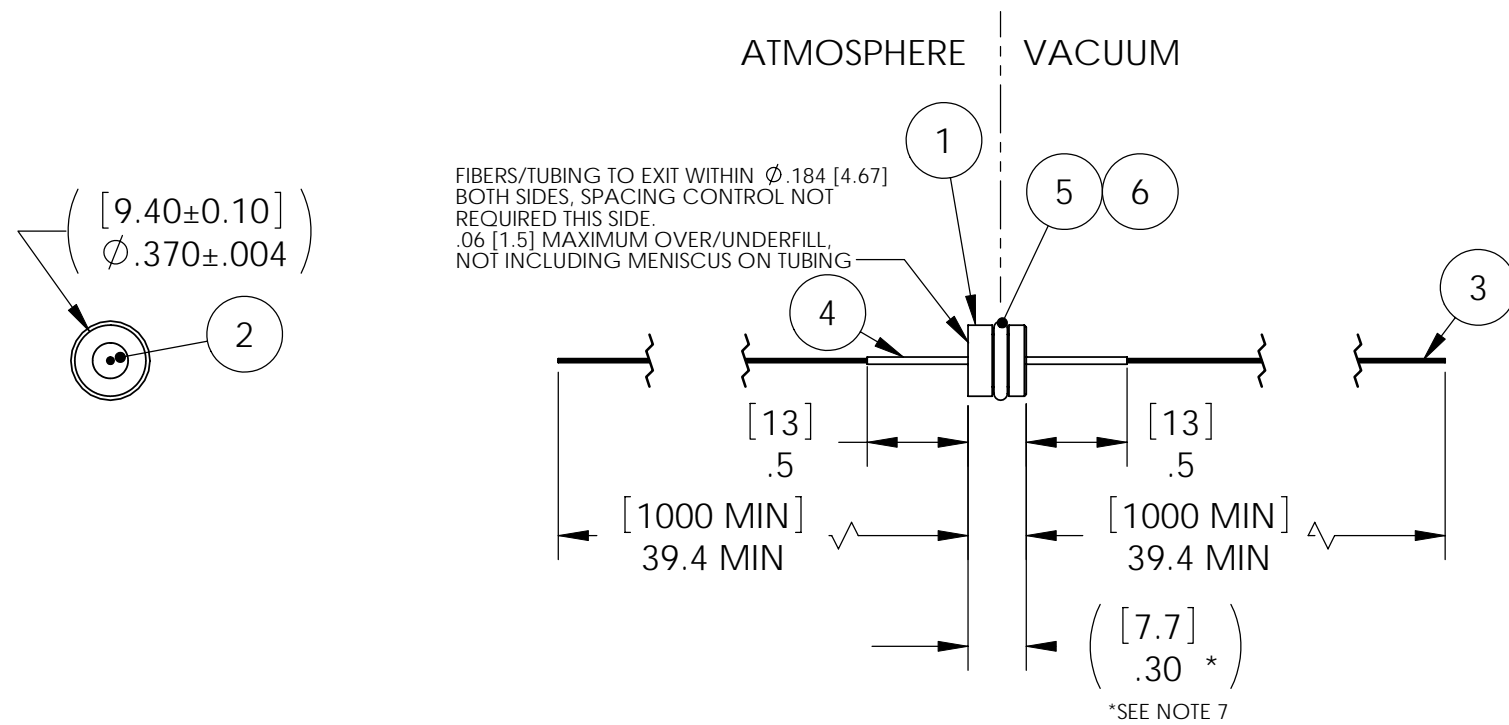 ATMOSPHERE VACUUM
1
FIBERS/TUBING TO EXIT WITHIN Ø.184 [4.67]
BOTH SIDES, SPACING CONTROL NOT
REQUIRED THIS SIDE.
.06 [1.5] MAXIMUM OVER/UNDERFILL,
NOT INCLUDING MENISCUS ON TUBING
5 6
([9.40±0.10]
Ø.370±.004)
2
4
3
[13]
.5
[13]
.5
[1000 MIN]
39.4 MIN
[1000 MIN]
39.4 MIN
([7.7]
.30 *)
*SEE NOTE 7